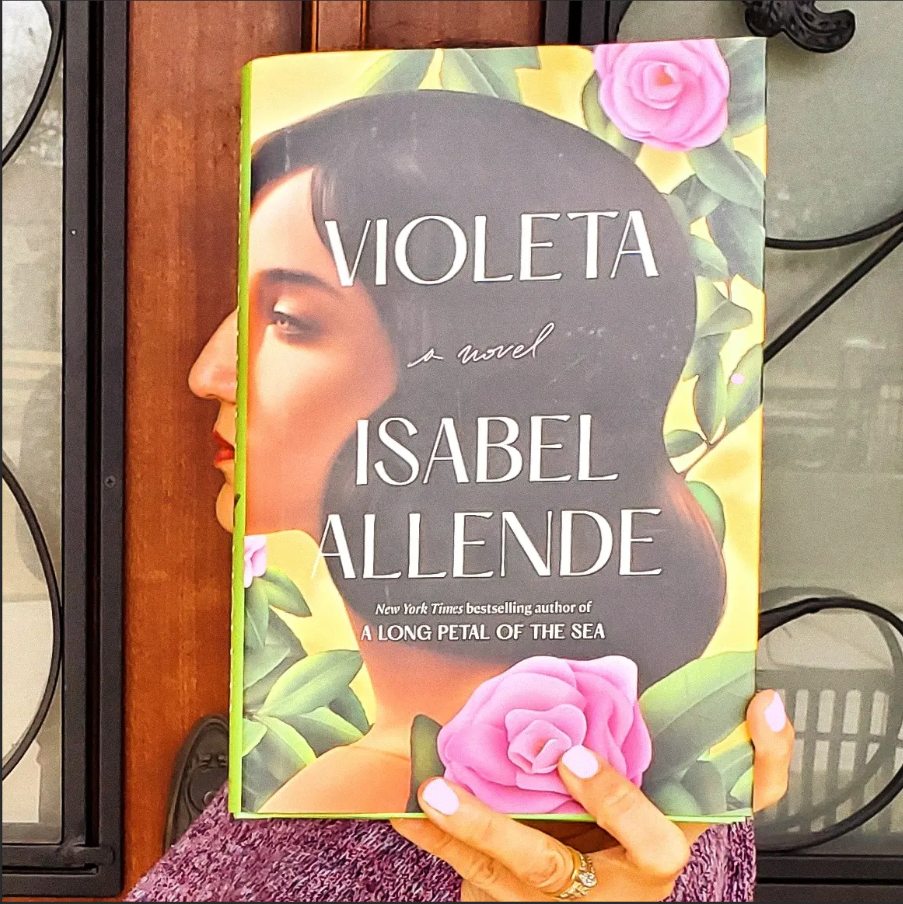 VIOLETA
a novel
ISABEL
ALLENDE
New York Times bestselling author of
A LONG PETAL OF THE SEA